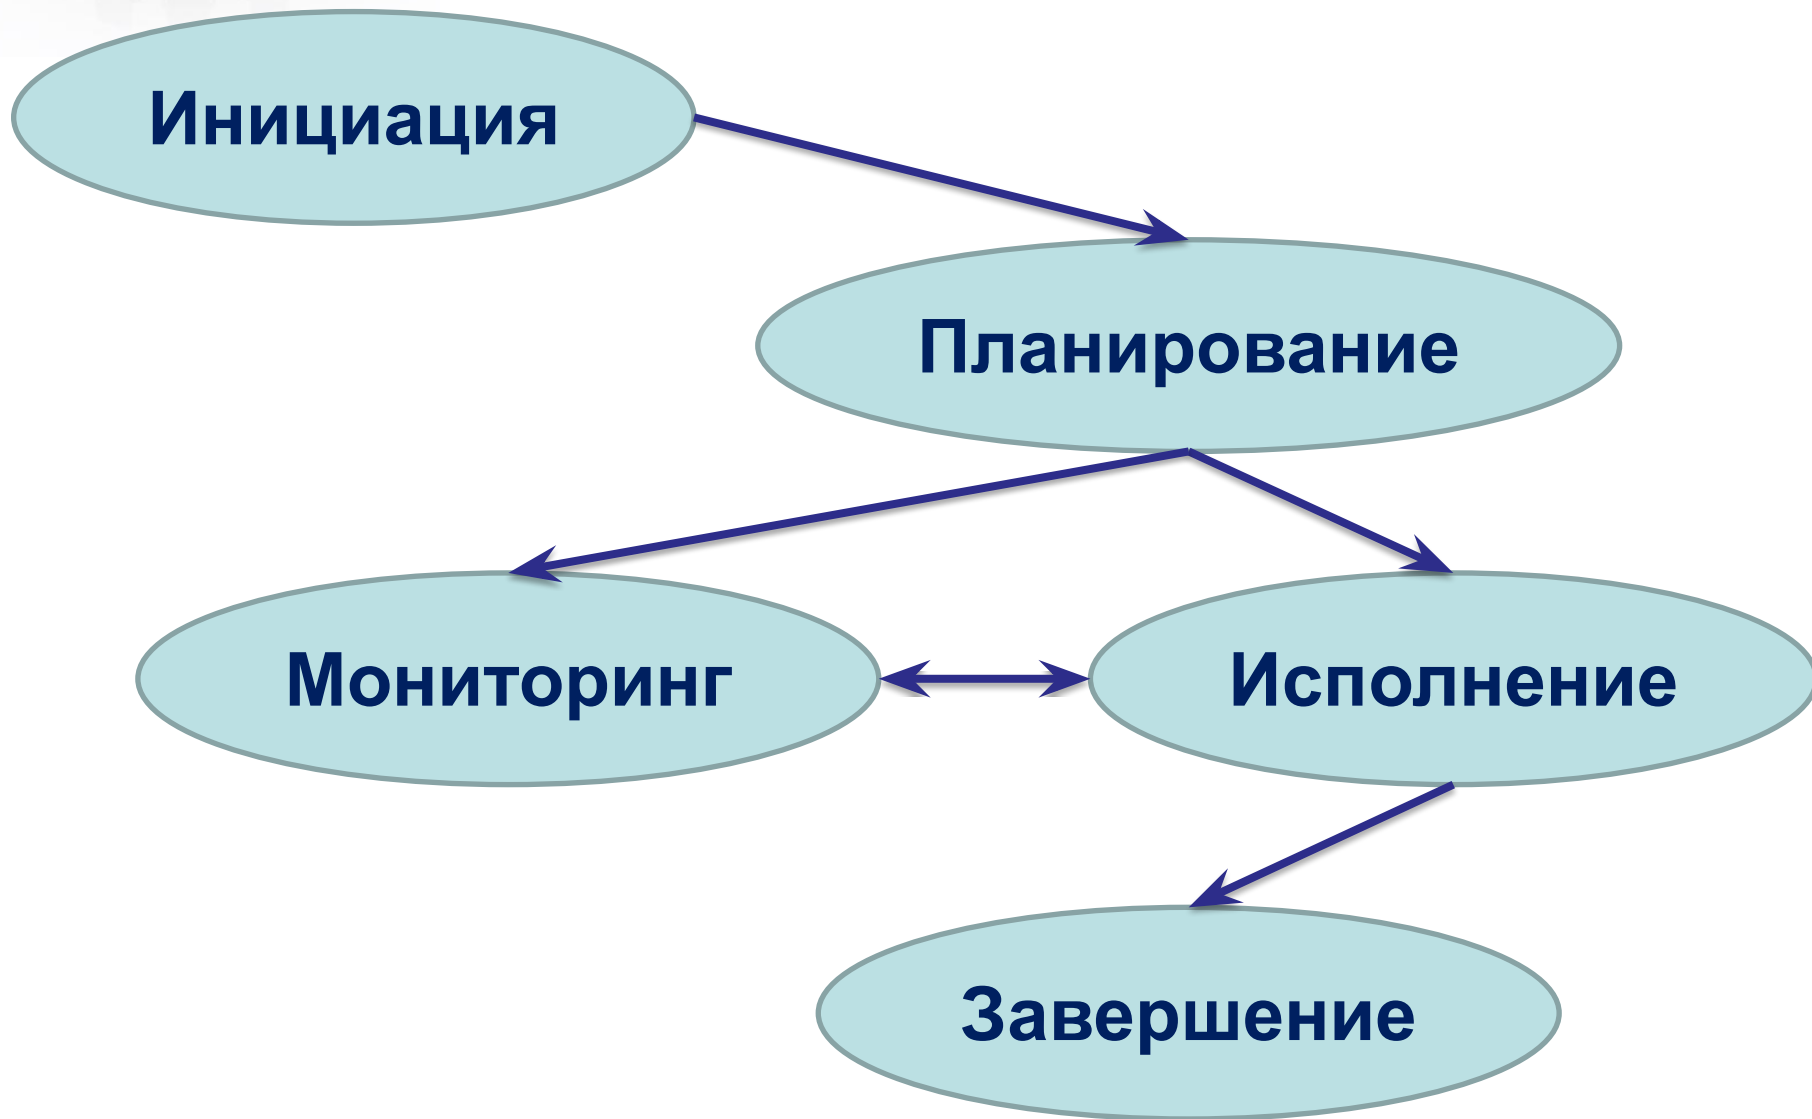 Инициация
Планирование
Мониторинг
Исполнение
Завершение